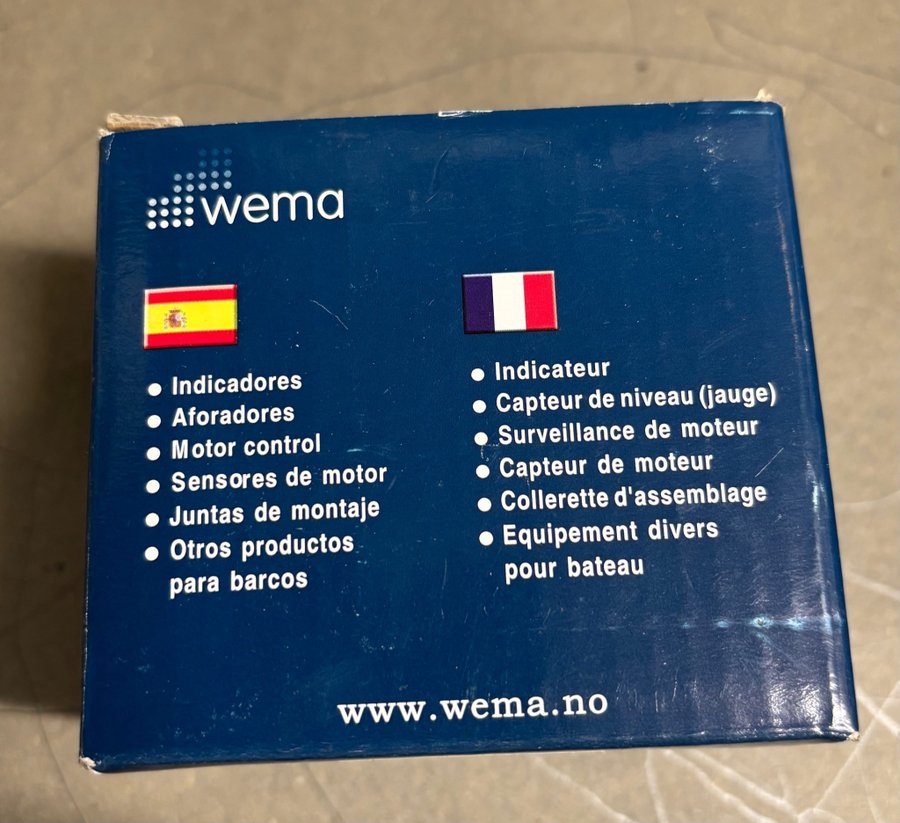 wema
Indicadores
Aforadores
Motor control
Sensores de motor
Juntas de montaje
Otros productos
para barcos
Indicateur
Capteur de niveau (jauge)
Surveillance de moteur
Capteur de moteur
Collerette d'assemblage
Equipement divers
pour bateau
www.wema.no